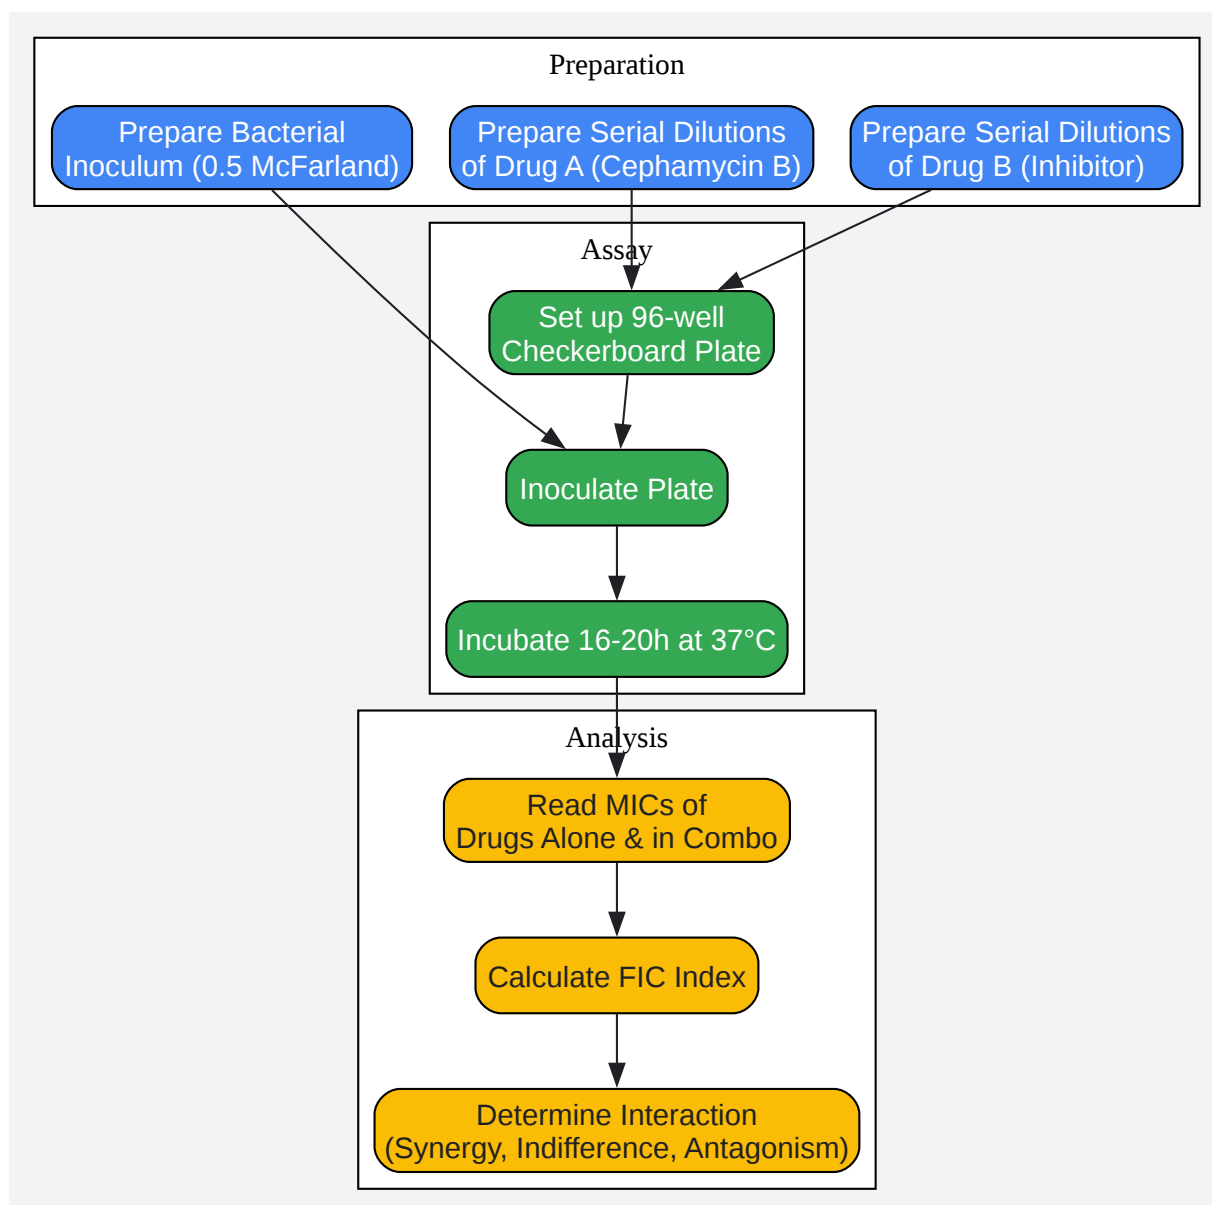 Preparation
Prepare Bacterial
Inoculum (0.5 McFarland)
Prepare Serial Dilutions
of Drug A (Cephamycin B)
Prepare Serial Dilutions
of Drug B (Inhibitor)
Assay
Set up 96-well
Checkerboard Plate
Inoculate Plate
Incubate 16-20h at 37°C
Analysis
Read MICs of
Drugs Alone & in Combo
Calculate FIC Index
Determine Interaction
(Synergy, Indifference, Antagonism)